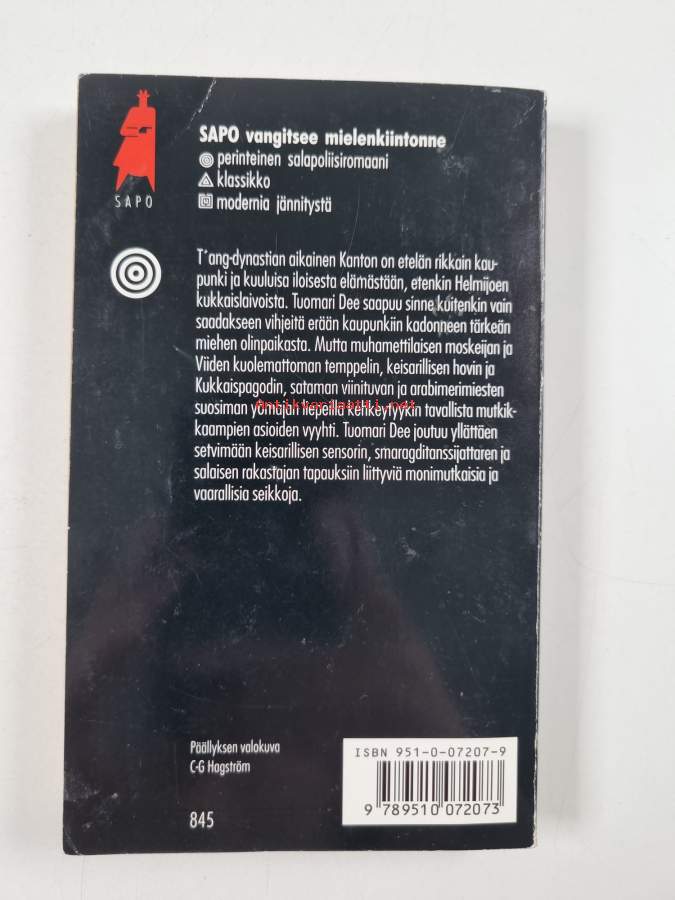 SAPO vangitsee mielenkiintonne
perinteinen salapoliisiromaani
klassikko
modernia jännitystä
SAPO
T'ang-dynastian aikainen Kanton on etelän rikkain kau-
punki ja kuuluisa iloisesta elämästään, etenkin Helmijoen
kukkaislaivoista. Tuomari Dee saapuu sinne kuitenkin vain
saadakseen vihjeitä erään kaupunkiin kadonneen tärkeän
miehen olinpaikasta. Mutta muhamettilaisen moskeijan ja
Viiden kuolemattoman temppelin, keisarillisen hovin ja
Kukkaispagodin, sataman viinituvan ja arabimerimiesten
Antikvariaatti.net
suosiman tavallista mutkik-
kaampien asioiden vyyhti. Tuomari Dee joutuu yllättäen
setvimään keisarillisen sensorin, smaragditanssijattaren ja
salaisen rakastajan tapauksiin liittyviä monimutkaisia ja
vaarallisia seikkoja.
Päällyksen valokuva
C-G Hagström
845
ISBN 951-0-07207-9
9 789510 072073